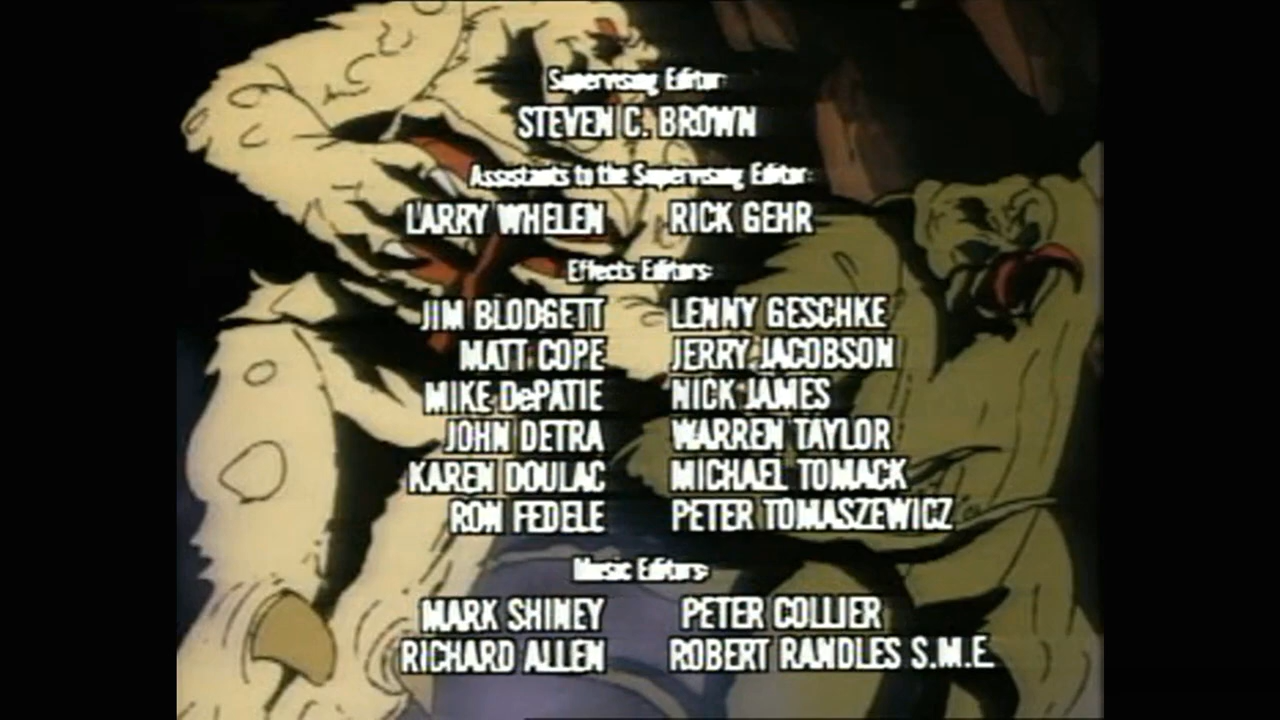 Supervising Editor:
STEVEN C. BROWN
Assistants to the Supervising Editor:
LARRY WHELEN RICK GEHR
Effects Editors:
JIM BLODGETT LENNY GESCHKE
MATT COPE JERRY JACOBSON
MIKE DePATIE NICK JAMES
JOHN DETRA WARREN TAYLOR
KAREN DOULAC MICHAEL TOMACK
RON FEDELE PETER TOMASZEWICZ
Music Editors:
MARK SHINEY PETER COLLIER
RICHARD ALLEN ROBERT RANDLES S.M.E.